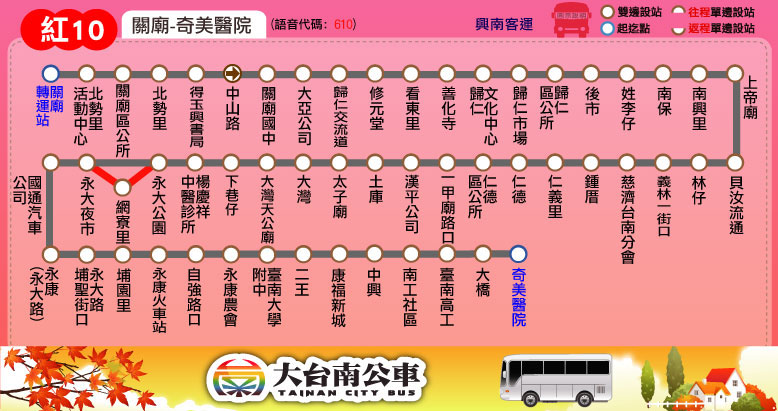 紅10
關廟-奇美醫院
(語音代碼: 610)
興南客運
雙邊設站
起迄點
往程單邊設站
返程單邊設站
關廟轉運站
北勢里活動中心
關廟區公所
北勢里
得玉興書局
中山路
關廟國中
大亞公司
歸仁交流道
修元堂
看東里
善化寺
歸仁文化中心
歸仁市場
歸仁區公所
後市
姓李仔
南保
南興里
上帝廟
貝汝流通
林仔
義林一街口
慈濟台南分會
鍾厝
仁義里
仁德
仁德區公所
一甲廟路口
漢平公司
土庫
太子廟
大灣
大灣天公廟
下巷仔
楊慶祥中醫診所
永大公園
網寮里
永大夜市
國通汽車公司
永康(永大路)
永大路埔聖街口
埔園里
永康火車站
自強路口
永康農會
臺南大學附中
二王
康福新城
中興
南工社區
臺南高工
大橋
奇美醫院
大台南公車
TAINAN CITY BUS